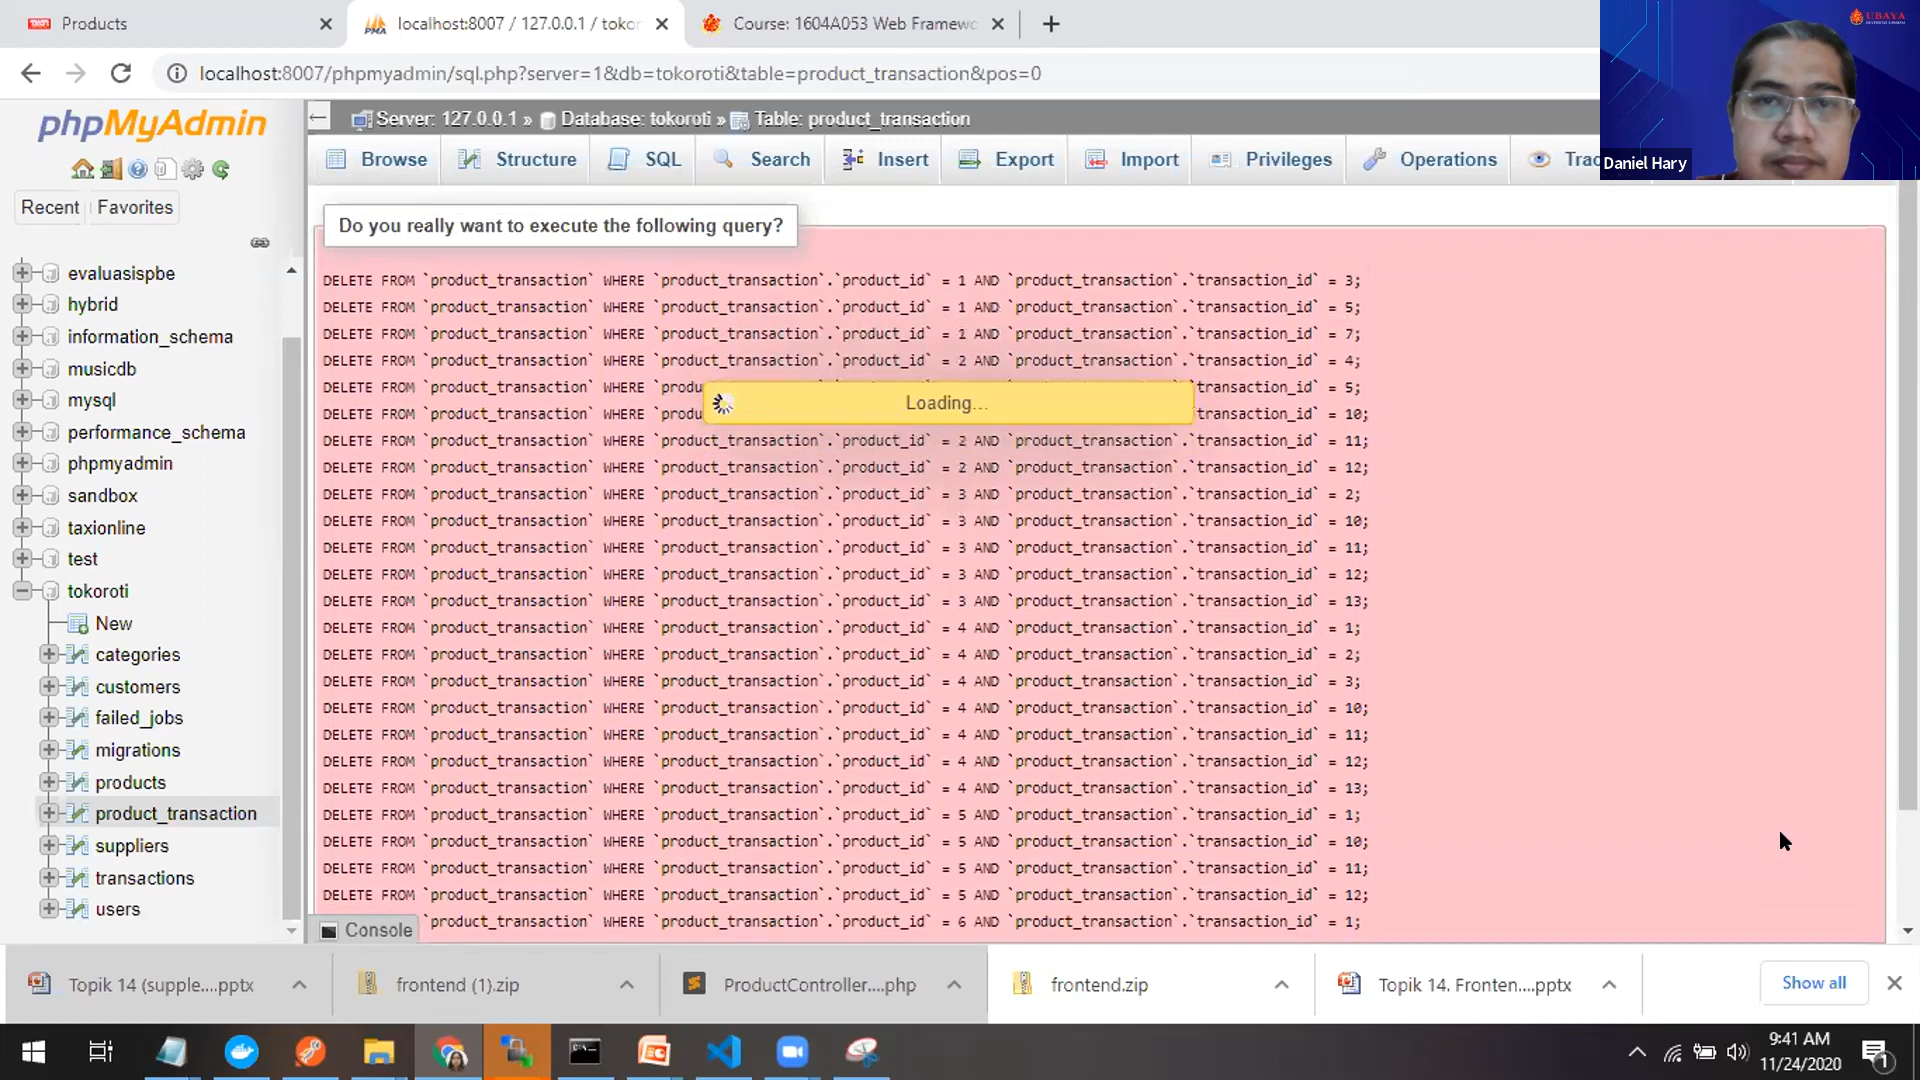 Products
localhost:8007 / 127.0.0.1 / toko
Course: 1604A053 Web Framewo
UBAYA
localhost:8007/phpmyadmin/sql.php?server=1&db=tokoroti&table=product_transaction&pos=0
Daniel Hary
phpMyAdmin
Recent
Favorites
evaluasispbe
hybrid
information_schema
musicdb
mysql
performance_schema
phpmyadmin
sandbox
taxionline
test
tokoroti
New
categories
customers
failed_jobs
migrations
products
product_transaction
suppliers
transactions
users
Server: 127.0.0.1 » Database: tokoroti » Table: product_transaction
Browse Structure SQL Search Insert Export Import Privileges Operations Trac
Do you really want to execute the following query?
DELETE FROM `product_transaction` WHERE `product_transaction`.`product_id` = 1 AND `product_transaction`.`transaction_id` = 3;
DELETE FROM `product_transaction` WHERE `product_transaction`.`product_id` = 1 AND `product_transaction`.`transaction_id` = 5;
DELETE FROM `product_transaction` WHERE `product_transaction`.`product_id` = AND `product_transaction`.`transaction_id` = 7;
DELETE FROM `product_transaction` WHERE `product_transaction`.`product_id` = 2 AND `product_transaction`.`transaction_id` = 4;
DELETE FROM `product_transaction` WHERE `produ `transaction_id` = 5;
DELETE FROM `product_transaction` WHERE `produ `transaction_id` = 10;
Loading...
DELETE FROM `product_transaction` WHERE `product_transaction`.`product_id` = 2 AND `product_transaction`.`transaction_id` = 11;
DELETE FROM `product_transaction` WHERE `product_transaction`.`product_id` = 2 AND `product_transaction`.`transaction_id` = 12;
DELETE FROM `product_transaction` WHERE `product_transaction`.`product_id` = 3 AND `product_transaction`.`transaction_id` = 2;
DELETE FROM `product_transaction` WHERE `product_transaction`.`product_id` = 3 AND `product_transaction`.`transaction_id` = 10;
DELETE FROM `product_transaction` WHERE `product_transaction`.`product_id` = 3 AND `product_transaction`.`transaction_id` = 11;
DELETE FROM `product_transaction` WHERE `product_transaction`.`product_id` = 3 AND `product_transaction`.`transaction_id` = 12;
DELETE FROM `product_transaction` WHERE `product_transaction`.`product_id` = 3 AND `product_transaction`.`transaction_id` = 13;
DELETE FROM `product_transaction` WHERE `product_transaction`.`product_id` = 4 AND `product_transaction`.`transaction_id` = 1;
DELETE FROM `product_transaction` WHERE `product_transaction`.`product_id` = 4 AND `product_transaction`.`transaction_id` = 2;
DELETE FROM `product_transaction` WHERE `product_transaction`.`product_id` = 4 AND `product_transaction`.`transaction_id` = 3;
DELETE FROM `product_transaction` WHERE `product_transaction`.`product_id` = 4 AND `product_transaction`.`transaction_id` = 10;
DELETE FROM `product_transaction` WHERE `product_transaction`.`product_id` = 4 AND `product_transaction`.`transaction_id` = 11;
DELETE FROM `product_transaction` WHERE `product_transaction`.`product_id` = 4 AND `product_transaction`.`transaction_id` = 12;
DELETE FROM `product_transaction` WHERE `product_transaction`.`product_id` = 4 AND `product_transaction`.`transaction_id` = 13;
DELETE FROM `product_transaction` WHERE `product_transaction`.`product_id` = 5 AND `product_transaction`.`transaction_id` = 1;
DELETE FROM `product_transaction` WHERE `product_transaction`.`product_id` = 5 AND `product_transaction`.`transaction_id` = 10;
DELETE FROM `product_transaction` WHERE `product_transaction`.`product_id` = 5 AND `product_transaction`.`transaction_id` = 11;
DELETE FROM `product_transaction` WHERE `product_transaction`.`product_id` = 5 AND `product_transaction`.`transaction_id` = 12;
`product_transaction` WHERE `product_transaction`.`product_id` = 6 AND `product_transaction`.`transaction_id` = 1;
Console
Topik 14 (supple....pptx
frontend (1).zip
ProductController....php
frontend.zip
Topik 14. Fronten....pptx
Show all
9:41 AM
11/24/2020
1